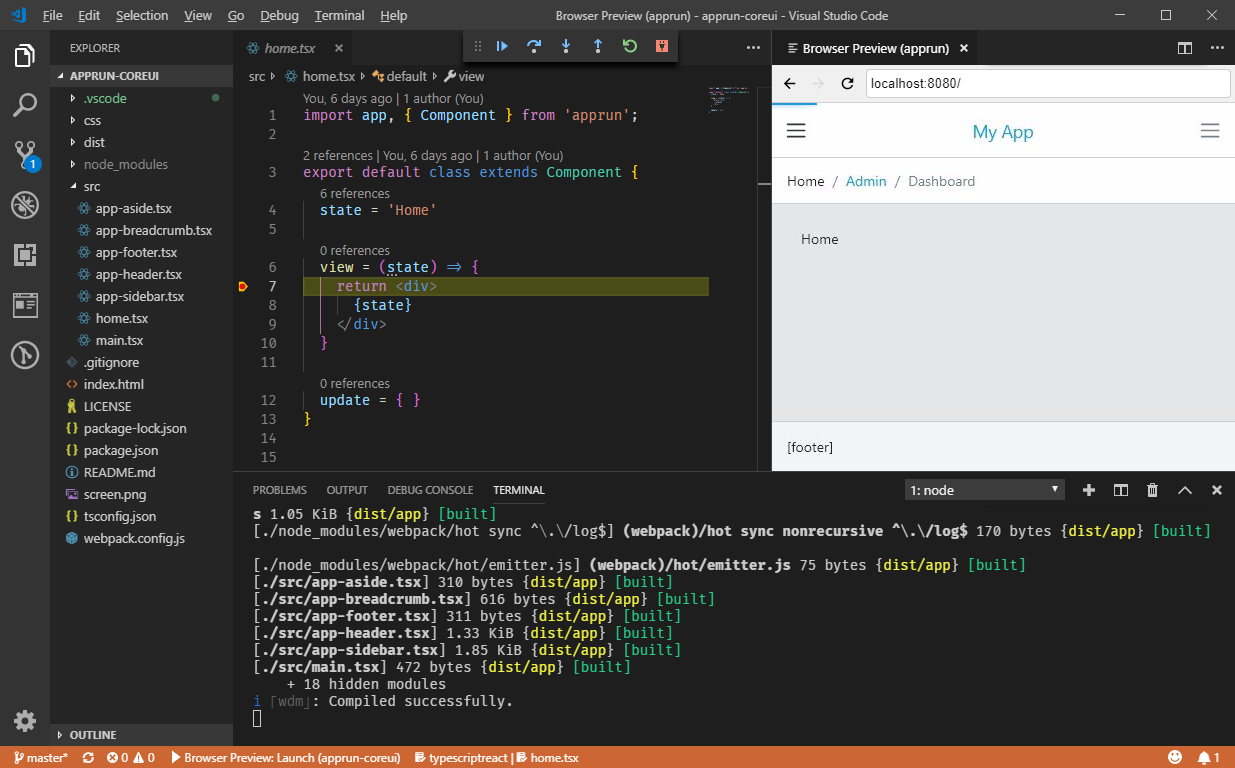 File Edit Selection View Go Debug Terminal Help Browser Preview (apprun) - apprun-coreui - Visual Studio Code
EXPLORER
APPRUN-COREUI
.vscode
css
dist
node_modules
src
app-aside.tsx
app-breadcrumb.tsx
app-footer.tsx
app-header.tsx
app-sidebar.tsx
home.tsx
main.tsx
.gitignore
index.html
LICENSE
package-lock.json
package.json
README.md
screen.png
tsconfig.json
webpack.config.js
OUTLINE
1
home.tsx
src home.tsx default view
You, 6 days ago | 1 author (You)
1 import app, { Component } from 'apprun';
2
2 references | You, 6 days ago | 1 author (You)
3 export default class extends Component {
6 references
4 state = 'Home'
5
0 references
6 view = (state) => {
7 return <div>
8 {state}
9 </div>
10 }
11
0 references
12 update = { }
13 }
14
15
Browser Preview (apprun)
localhost:8080/
My App
Home / Admin / Dashboard
Home
[footer]
PROBLEMS OUTPUT DEBUG CONSOLE TERMINAL 1: node
s 1.05 KiB {dist/app} [built]
[./node_modules/webpack/hot sync ^\.\/log$] (webpack)/hot sync nonrecursive ^\.\/log$ 170 bytes {dist/app} [built]
[./node_modules/webpack/hot/emitter.js] (webpack)/hot/emitter.js 75 bytes {dist/app} [built]
[./src/app-aside.tsx] 310 bytes {dist/app} [built]
[./src/app-breadcrumb.tsx] 616 bytes {dist/app} [built]
[./src/app-footer.tsx] 311 bytes {dist/app} [built]
[./src/app-header.tsx] 1.33 KiB {dist/app} [built]
[./src/app-sidebar.tsx] 1.85 KiB {dist/app} [built]
[./src/main.tsx] 472 bytes {dist/app} [built]
+ 18 hidden modules
i ⌈wdm⌋: Compiled successfully.
master* 0 0 Browser Preview: Launch (apprun-coreui) typescriptreact | home.tsx 1